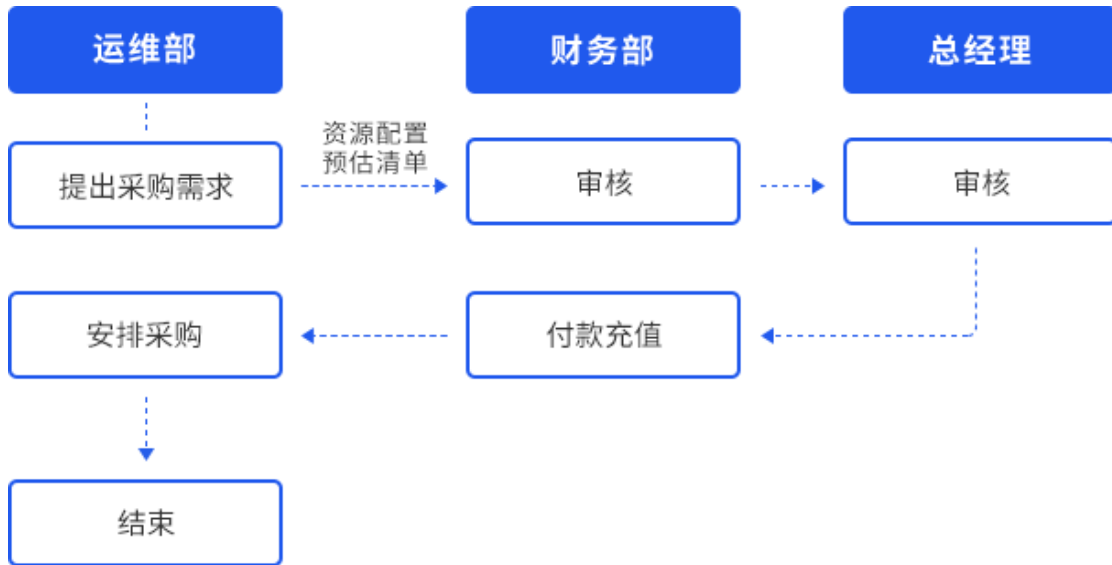 运维部
财务部
总经理
提出采购需求
资源配置
预估清单
审核
审核
安排采购
付款充值
结束